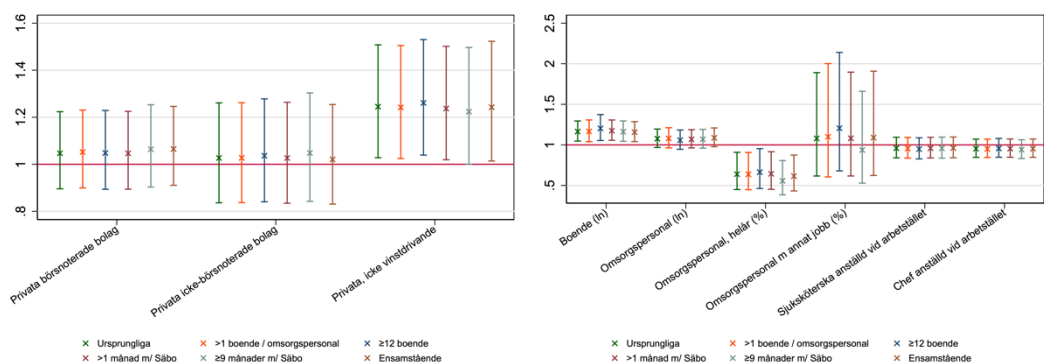 1.6
1.4
1.2
1
.8
Privata börsnoterade bolag
Privata icke-börsnoterade bolag
Privata, icke vinstdrivande
Ursprungliga
>1 boende / omsorgspersonal
≥12 boende
>1 månad m/ Säbo
≥9 månader m/ Säbo
Ensamstående
2.5
2
1.5
1
.5
Boende (ln)
Omsorgspersonal (ln)
Omsorgspersonal, helår (%)
Omsorgspersonal m annat jobb (%)
Sjuksköterska anställd vid arbetstället
Chef anställd vid arbetstället
Ursprungliga
>1 boende / omsorgspersonal
≥12 boende
>1 månad m/ Säbo
≥9 månader m/ Säbo
Ensamstående